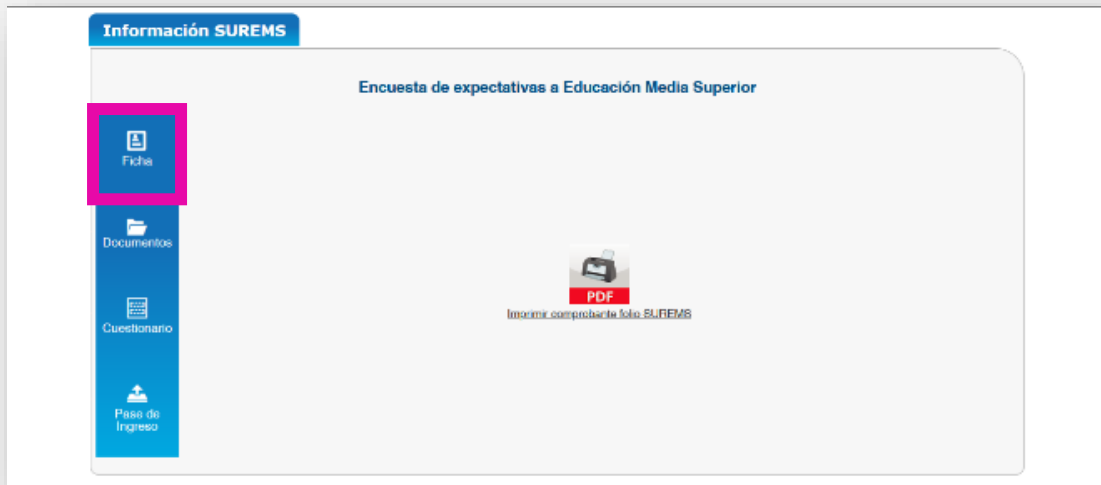 Información SUREMS
Encuesta de expectativas a Educación Media Superior
Ficha
Documentos
Cuestionario
Pase de
Ingreso
PDF
Imprimir comprobante folio SUREMS